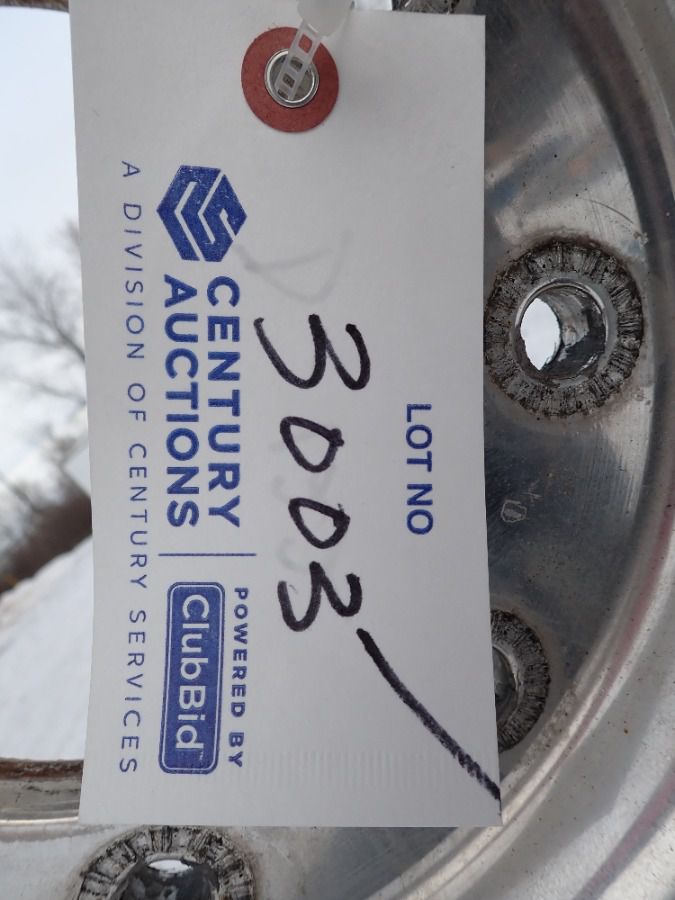 LOT NO
3003
CENTURY
AUCTIONS
POWERED BY
ClubBid
A DIVISION OF CENTURY SERVICES